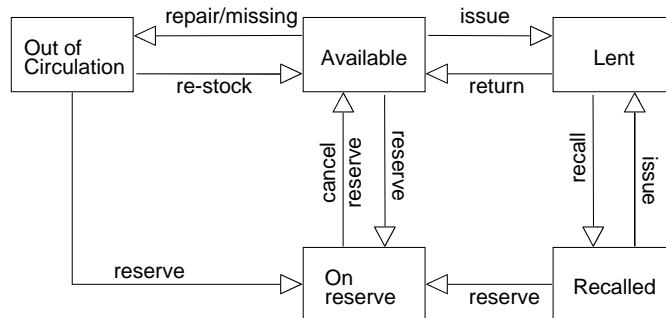 repair/missing
issue
Out of
Circulation
Available
Lent
re-stock
return
cancel
reserve
reserve
recall
issue
reserve
On
reserve
reserve
Recalled